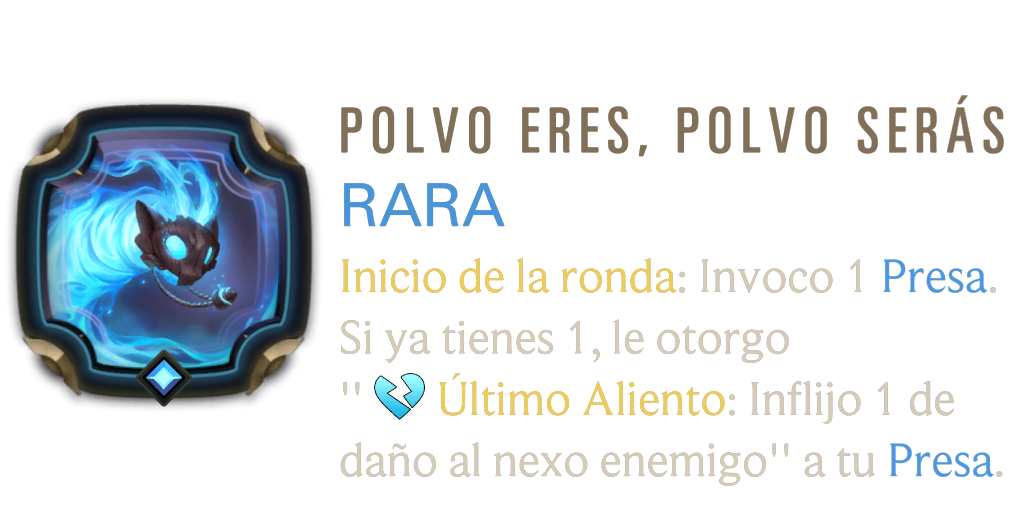 POLVO ERES, POLVO SERÁS
RARA
Inicio de la ronda: Invoco 1 Presa.
Si ya tienes 1, le otorgo
" Último Aliento: Inflijo 1 de
daño al nexo enemigo" a tu Presa.